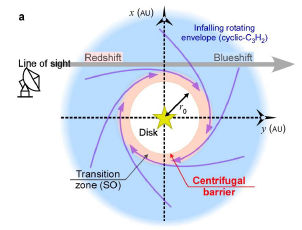 a
x (AU)
Infalling rotating
envelope (cyclic-C₃H₂)
Redshift
Blueshift
Line of sight
r₀
Disk
y (AU)
Transition
zone (SO)
Centrifugal
barrier